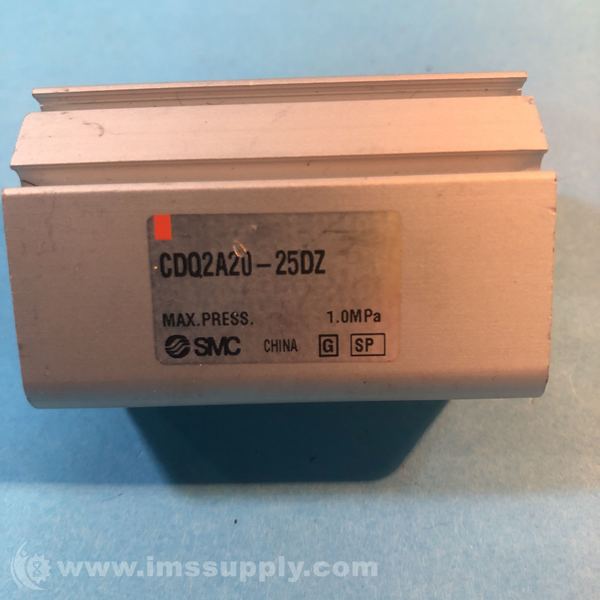 CDQ2A20-25DZ
MAX.PRESS. 1.0MPa
SMC CHINA G SP
www.imssupply.com